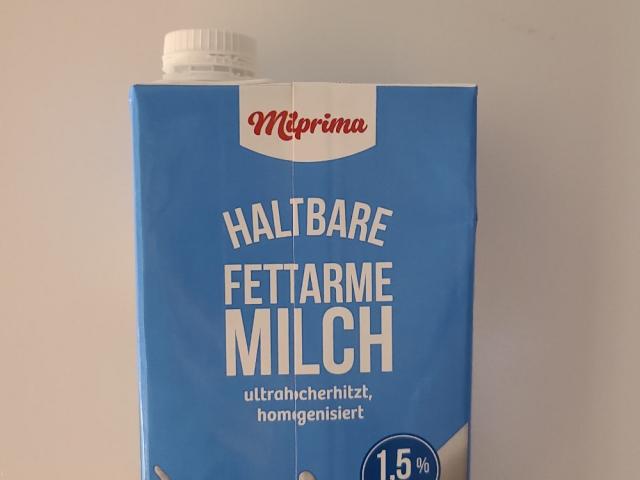 Milprima
HALTBARE
FETTARME
MILCH
ultrahocherhitzt,
homogenisiert
1,5 %